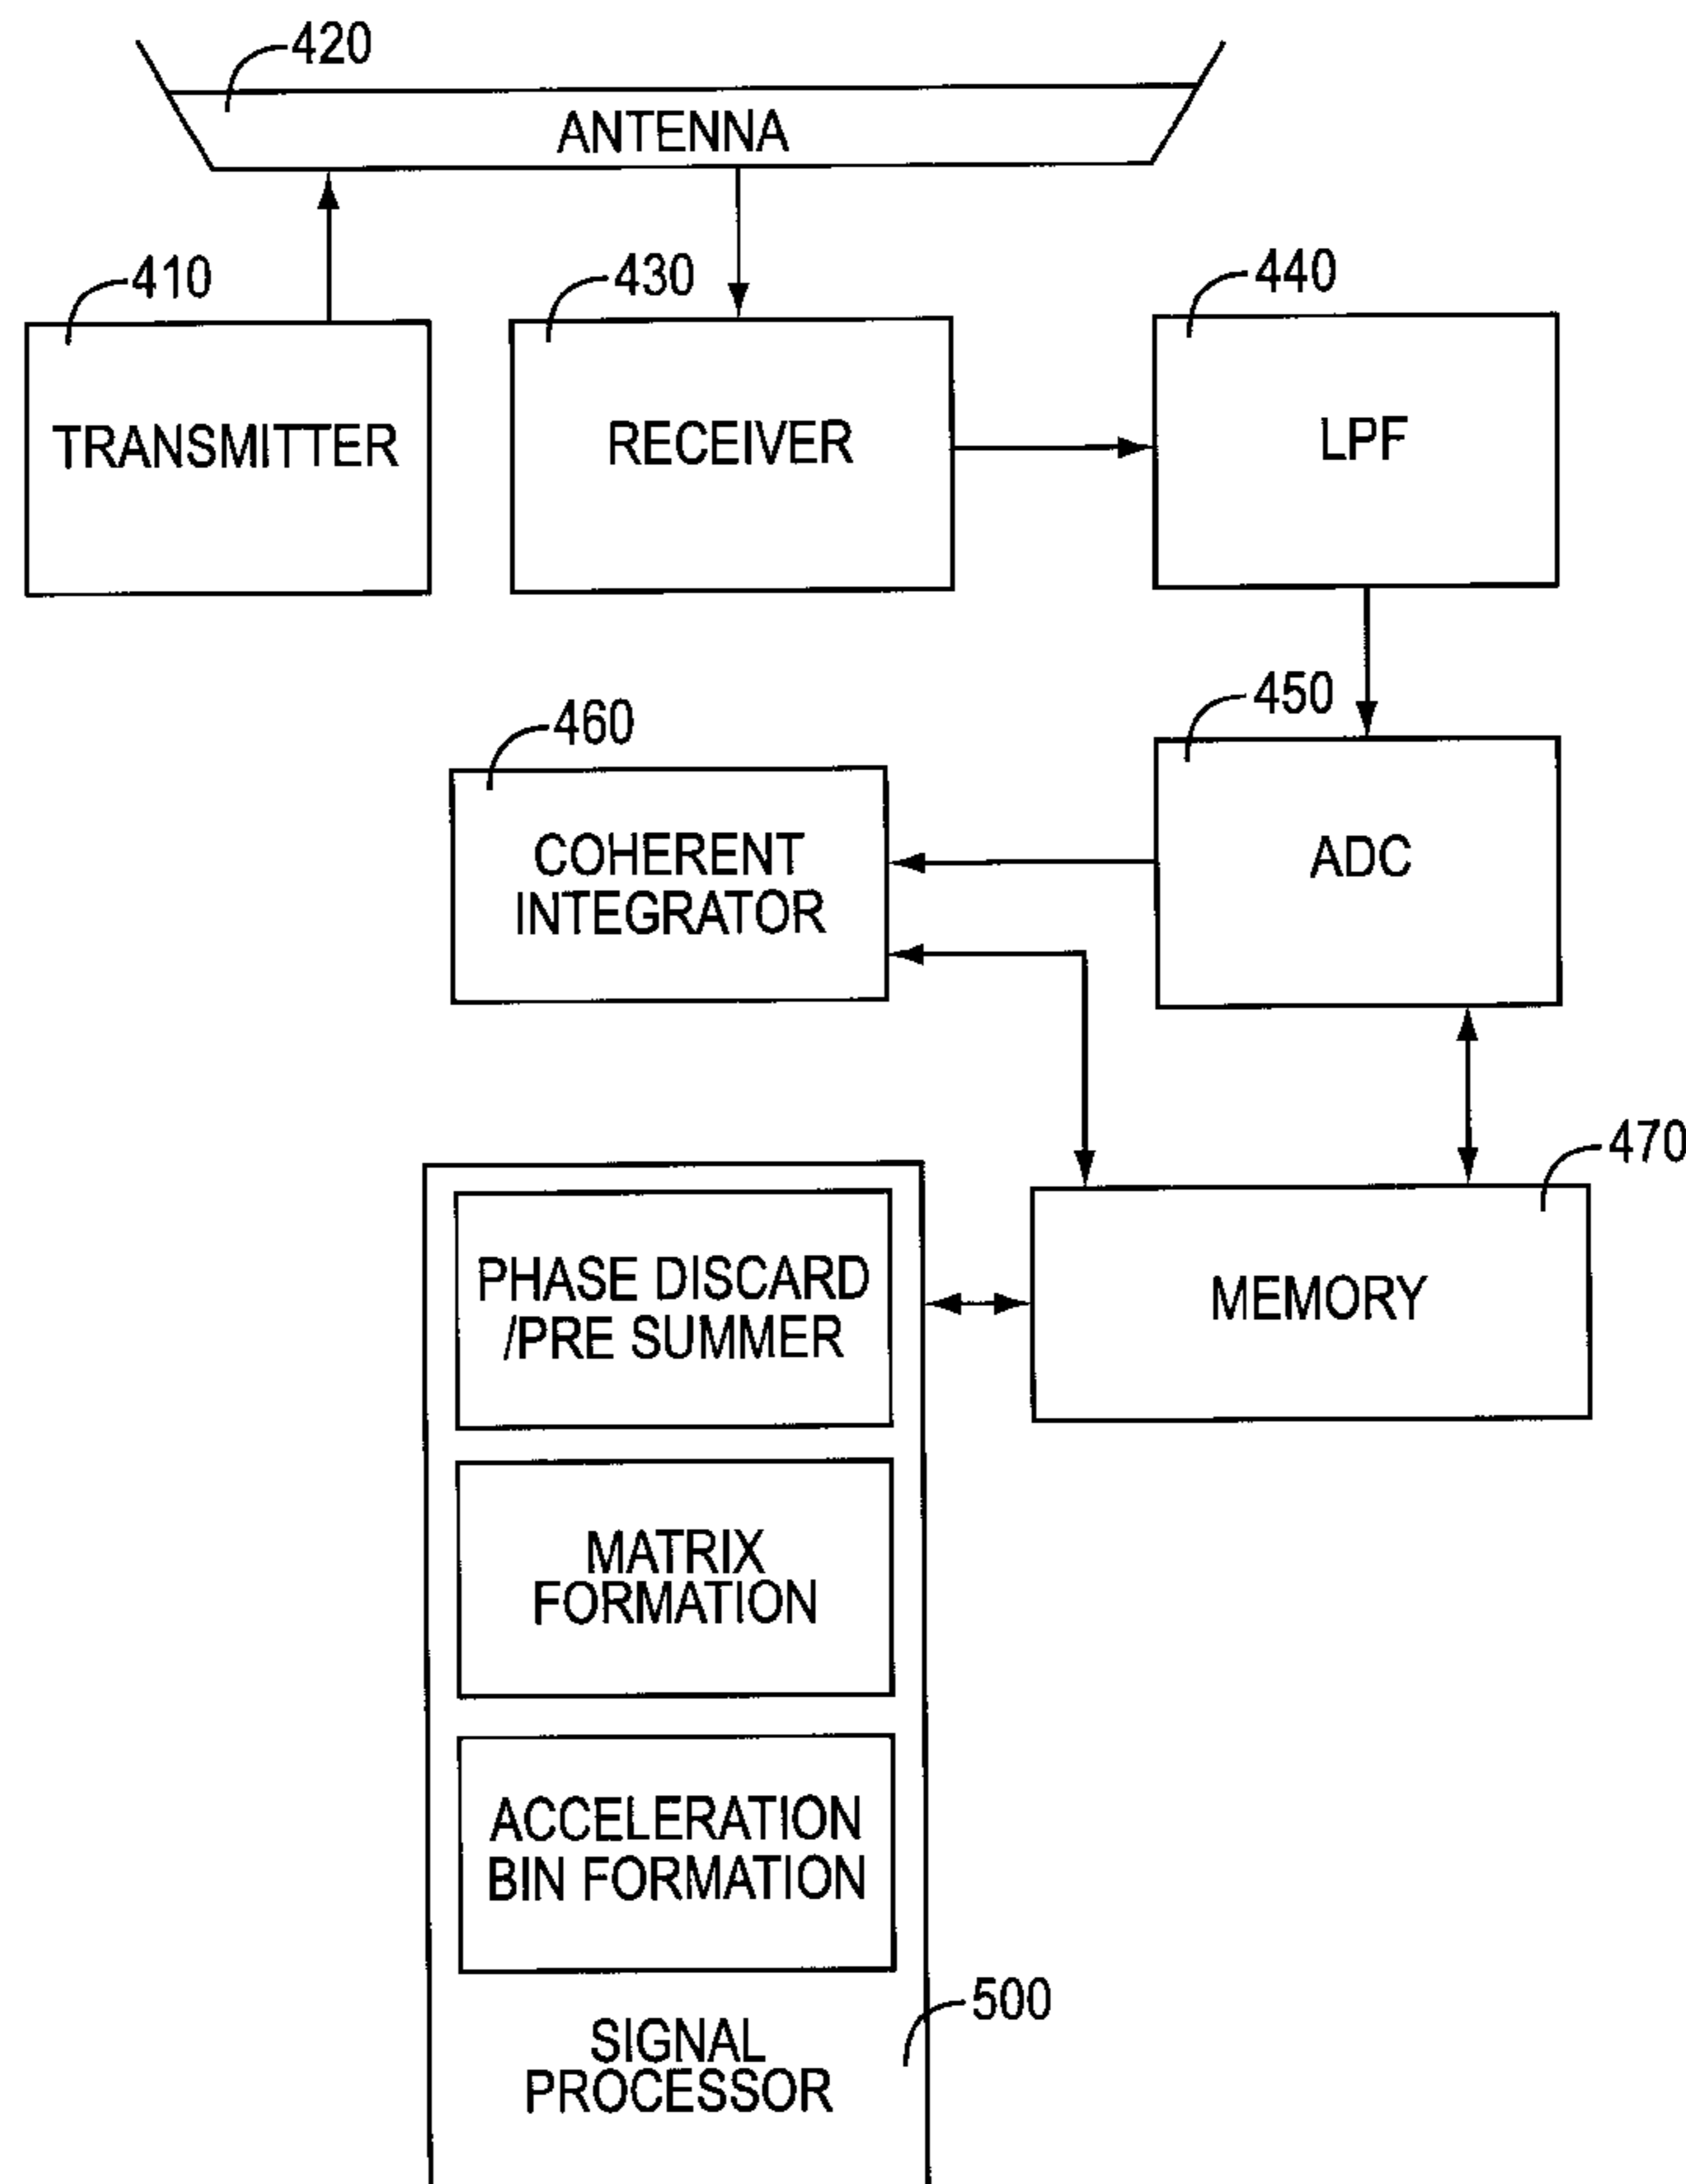 420
ANTENNA
410
430
440
TRANSMITTER
RECEIVER
LPF
450
460
COHERENT
INTEGRATOR
ADC
470
PHASE DISCARD
/PRE SUMMER
MEMORY
MATRIX
FORMATION
ACCELERATION
BIN FORMATION
500
SIGNAL
PROCESSOR